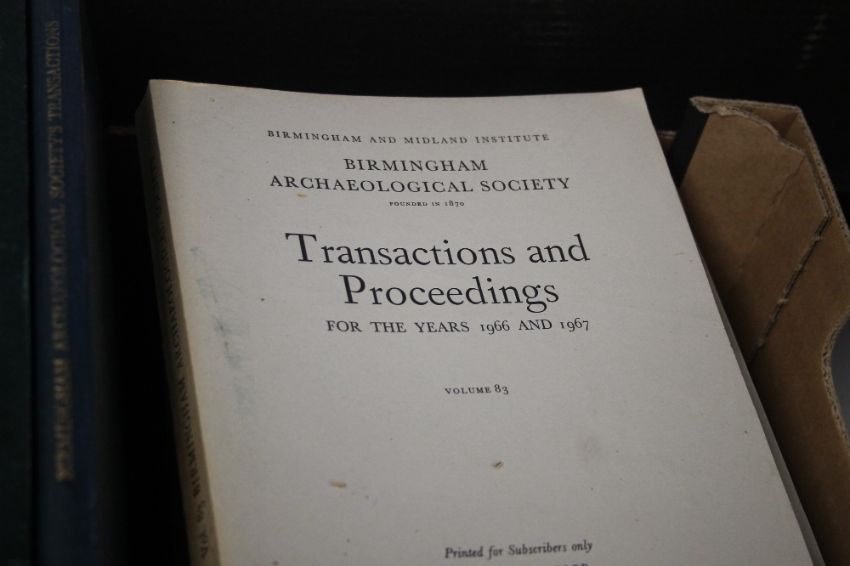 BIRMINGHAM ARCHAEOLOGICAL SOCIETY'S TRANSACTIONS
BIRMINGHAM AND MIDLAND INSTITUTE
BIRMINGHAM
ARCHAEOLOGICAL SOCIETY
FOUNDED IN 1870
Transactions and
Proceedings
FOR THE YEARS 1966 AND 1967
VOLUME 83
Printed for Subscribers only